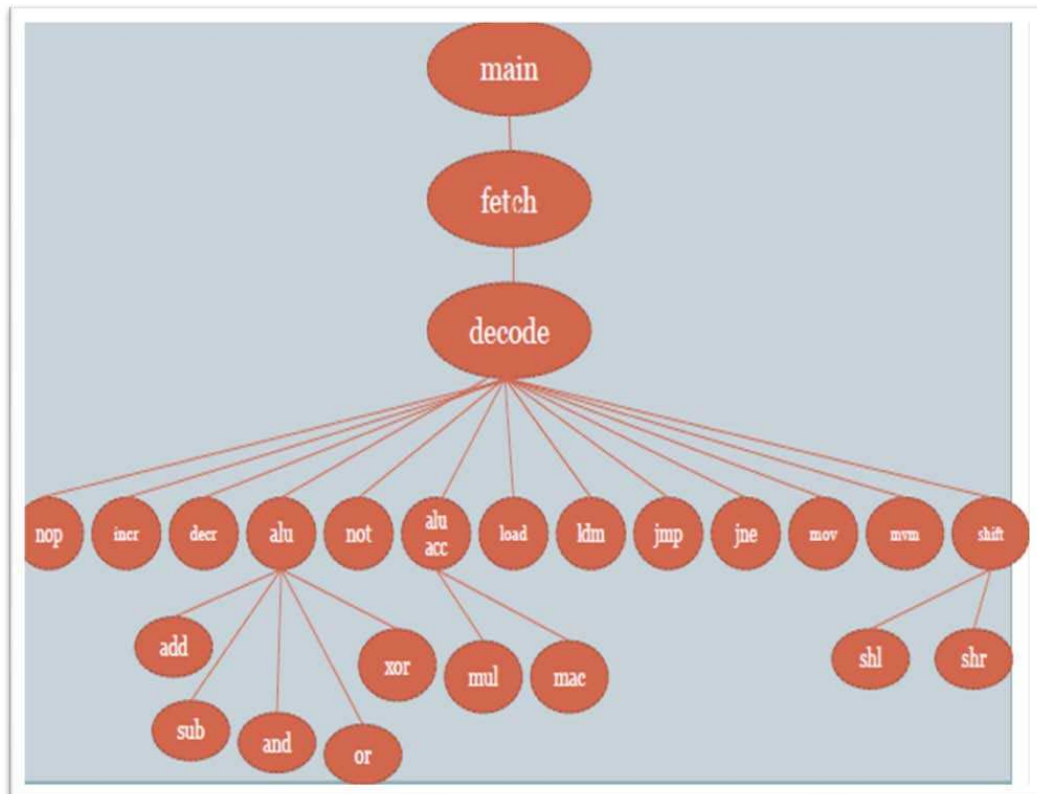 main
fetch
decode
nop
incr
decr
alu
not
alu
acc
load
ldm
jmp
jne
mov
mvm
shift
add
sub
and
or
xor
mul
mac
shl
shr